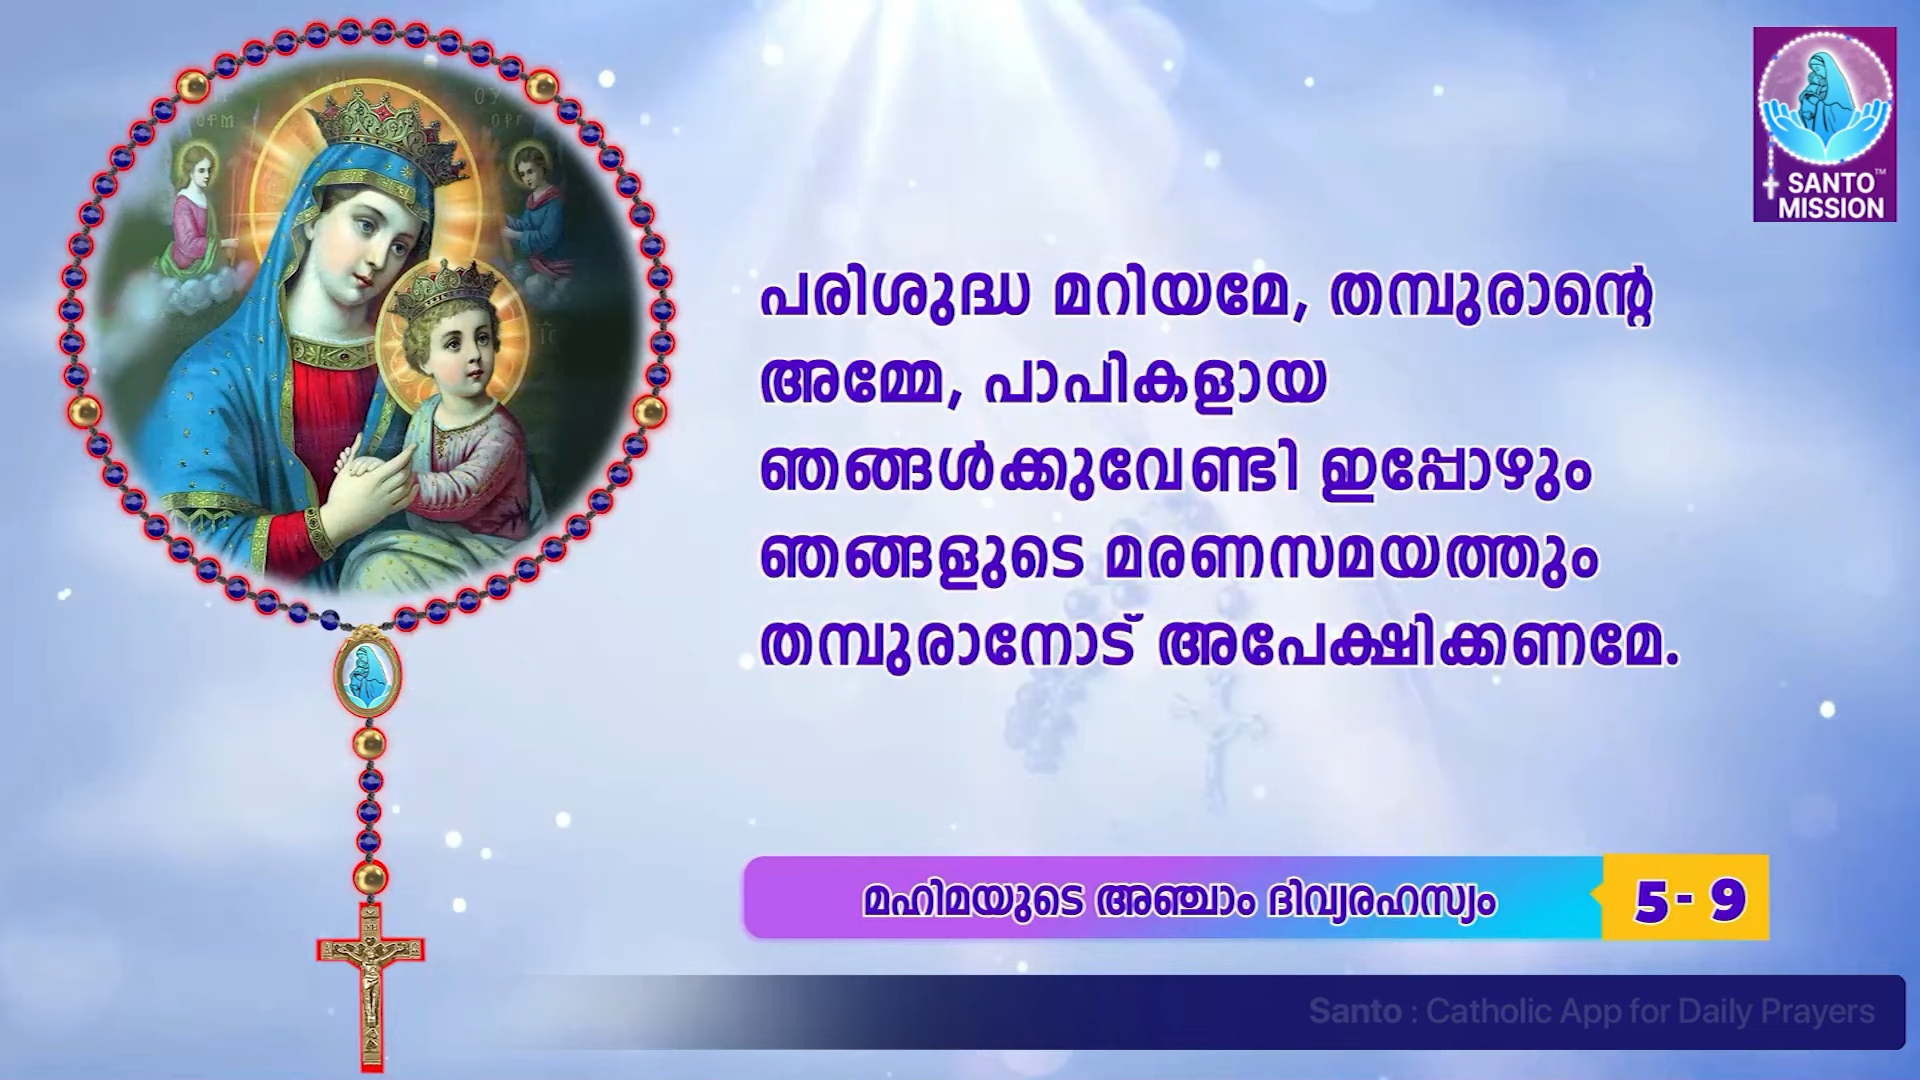 SANTO™
MISSION
പരിശുദ്ധ മറിയമേ, തമ്പുരാന്റെ
അമ്മേ, പാപികളായ
ഞങ്ങൾക്കുവേണ്ടി ഇപ്പോഴും
ഞങ്ങളുടെ മരണസമയത്തും
തമ്പുരാനോട് അപേക്ഷിക്കണമേ.
മഹിമയുടെ അഞ്ചാം ദിവ്യരഹസ്യം
5- 9
Santo : Catholic App for Daily Prayers